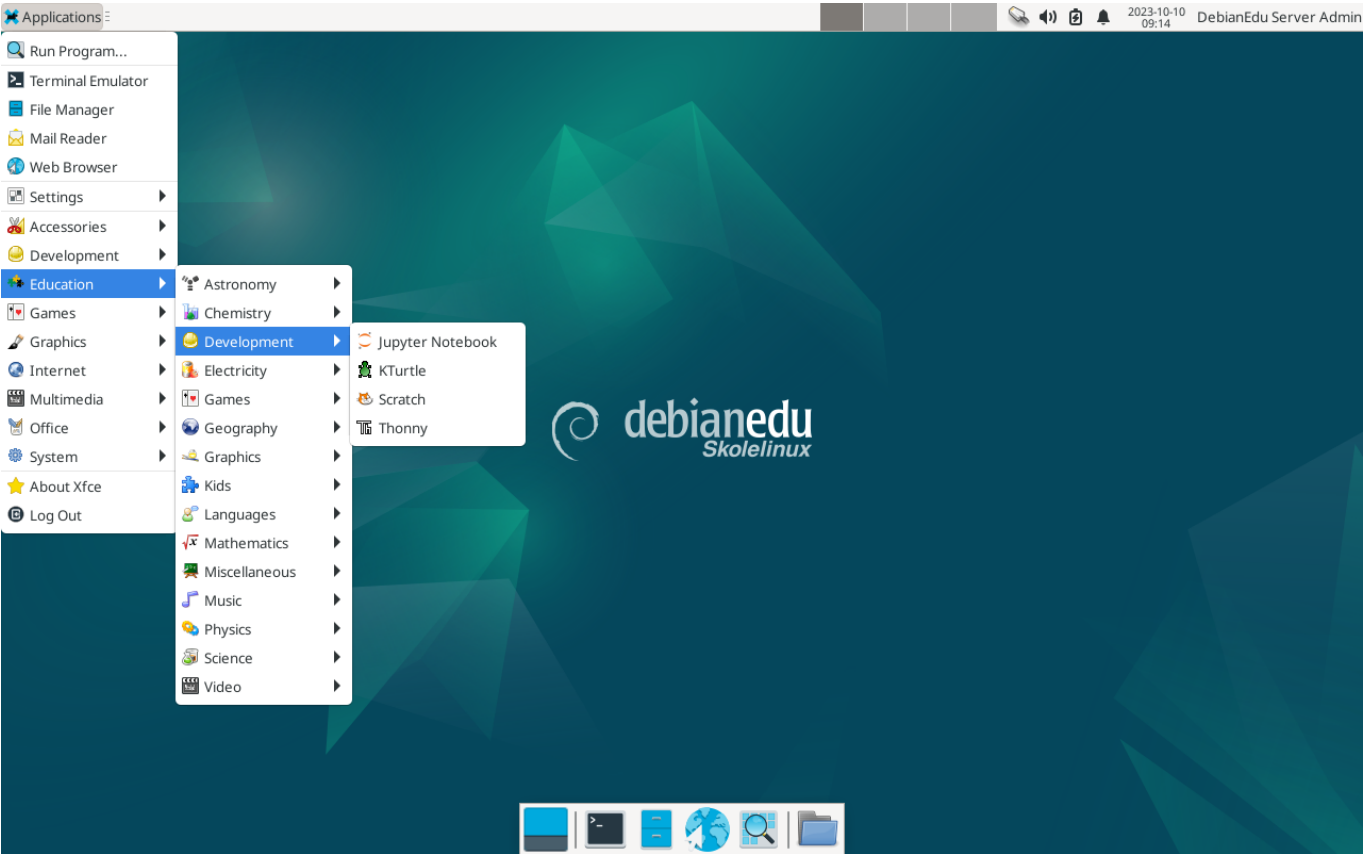 Applications
2023-10-10
09:14
DebianEdu Server Admin
Run Program...
Terminal Emulator
File Manager
Mail Reader
Web Browser
Settings
Accessories
Development
Education
Games
Graphics
Internet
Multimedia
Office
System
About Xfce
Log Out
Astronomy
Chemistry
Development
Electricity
Games
Geography
Graphics
Kids
Languages
Mathematics
Miscellaneous
Music
Physics
Science
Video
Jupyter Notebook
KTurtle
Scratch
Thonny
debianedu
Skolelinux